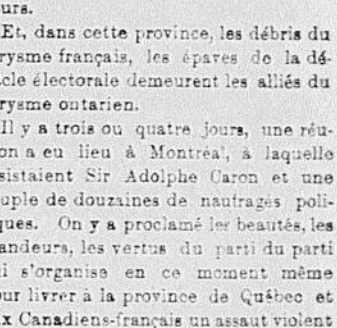 urs.
Et, dans cette province, les débris du
rysme français, les épaves de la dé-
cle électorale demeurent les alliés du
rysme ontarien.
Il y a trois ou quatre jours, une réu-
on a eu lieu à Montréal, à laquelle
sistaient Sir Adolphe Caron et une
uple de douzaines de naufragés poli-
ques. On y a proclamé les beautés, les
andeurs, les vertus du parti du parti
i s'organise en ce moment même
our livrer à la province de Québec et
x Canadiens-français un assaut violent